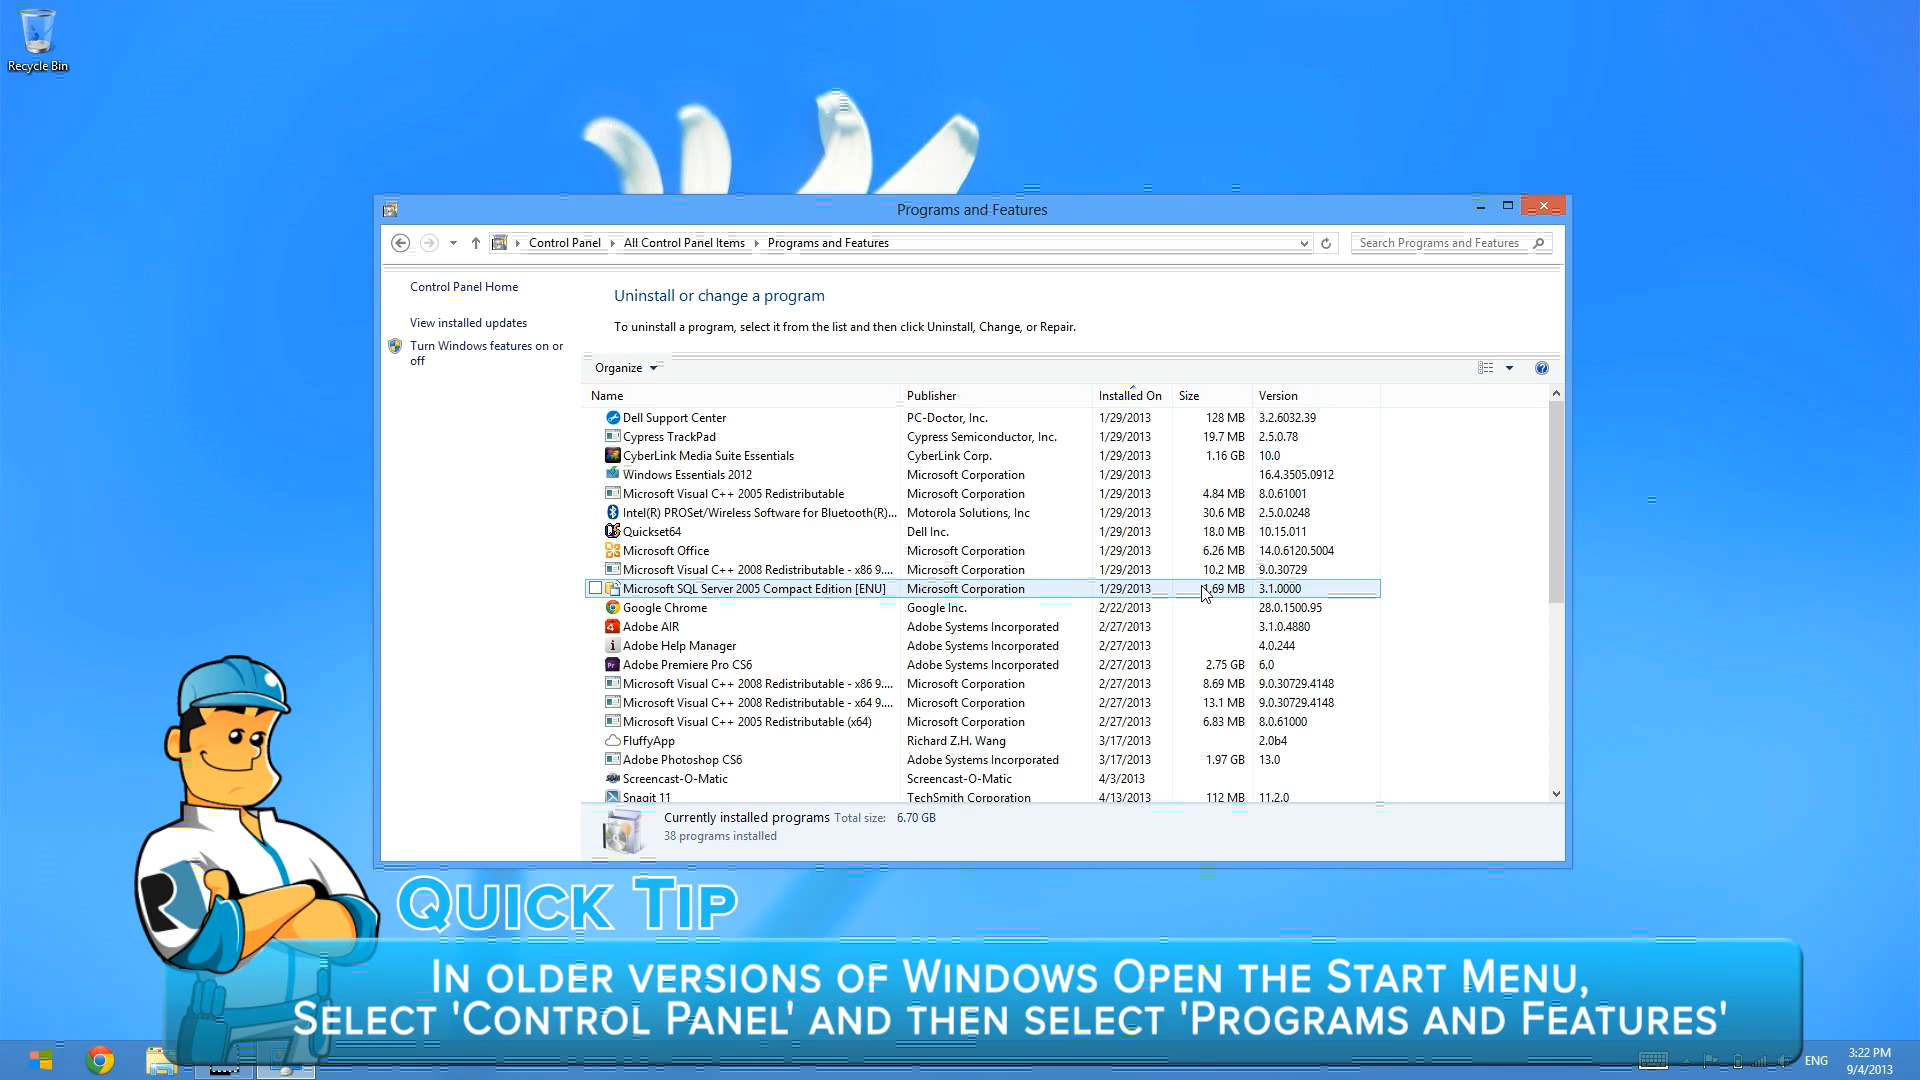 Recycle Bin
Programs and Features
Control Panel All Control Panel Items Programs and Features
Search Programs and Features
Control Panel Home
View installed updates
Turn Windows features on or
off
Uninstall or change a program
To uninstall a program, select it from the list and then click Uninstall, Change, or Repair.
Organize
Name Publisher Installed On Size Version
Dell Support Center PC-Doctor, Inc. 1/29/2013 128 MB 3.2.6032.39
Cypress TrackPad Cypress Semiconductor, Inc. 1/29/2013 19.7 MB 2.5.0.78
CyberLink Media Suite Essentials CyberLink Corp. 1/29/2013 1.16 GB 10.0
Windows Essentials 2012 Microsoft Corporation 1/29/2013 16.4.3505.0912
Microsoft Visual C++ 2005 Redistributable Microsoft Corporation 1/29/2013 4.84 MB 8.0.61001
Intel(R) PROSet/Wireless Software for Bluetooth(R)... Motorola Solutions, Inc 1/29/2013 30.6 MB 2.5.0.0248
Quickset64 Dell Inc. 1/29/2013 18.0 MB 10.15.011
Microsoft Office Microsoft Corporation 1/29/2013 6.26 MB 14.0.6120.5004
Microsoft Visual C++ 2008 Redistributable - x86 9.... Microsoft Corporation 1/29/2013 10.2 MB 9.0.30729
Microsoft SQL Server 2005 Compact Edition [ENU] Microsoft Corporation 1/29/2013 1.69 MB 3.1.0000
Google Chrome Google Inc. 2/22/2013 28.0.1500.95
Adobe AIR Adobe Systems Incorporated 2/27/2013 3.1.0.4880
Adobe Help Manager Adobe Systems Incorporated 2/27/2013 4.0.244
Adobe Premiere Pro CS6 Adobe Systems Incorporated 2/27/2013 2.75 GB 6.0
Microsoft Visual C++ 2008 Redistributable - x86 9.... Microsoft Corporation 2/27/2013 8.69 MB 9.0.30729.4148
Microsoft Visual C++ 2008 Redistributable - x64 9.... Microsoft Corporation 2/27/2013 13.1 MB 9.0.30729.4148
Microsoft Visual C++ 2005 Redistributable (x64) Microsoft Corporation 2/27/2013 6.83 MB 8.0.61000
FluffyApp Richard Z.H. Wang 3/17/2013 2.0b4
Adobe Photoshop CS6 Adobe Systems Incorporated 3/17/2013 1.97 GB 13.0
Screencast-O-Matic Screencast-O-Matic 4/3/2013
Snagit 11 TechSmith Corporation 4/13/2013 112 MB 11.2.0
Currently installed programs Total size: 6.70 GB
38 programs installed
Quick Tip
In older versions of Windows Open the Start Menu,
Select 'Control Panel' and then select 'Programs and Features'
ENG
3:22 PM
9/4/2013